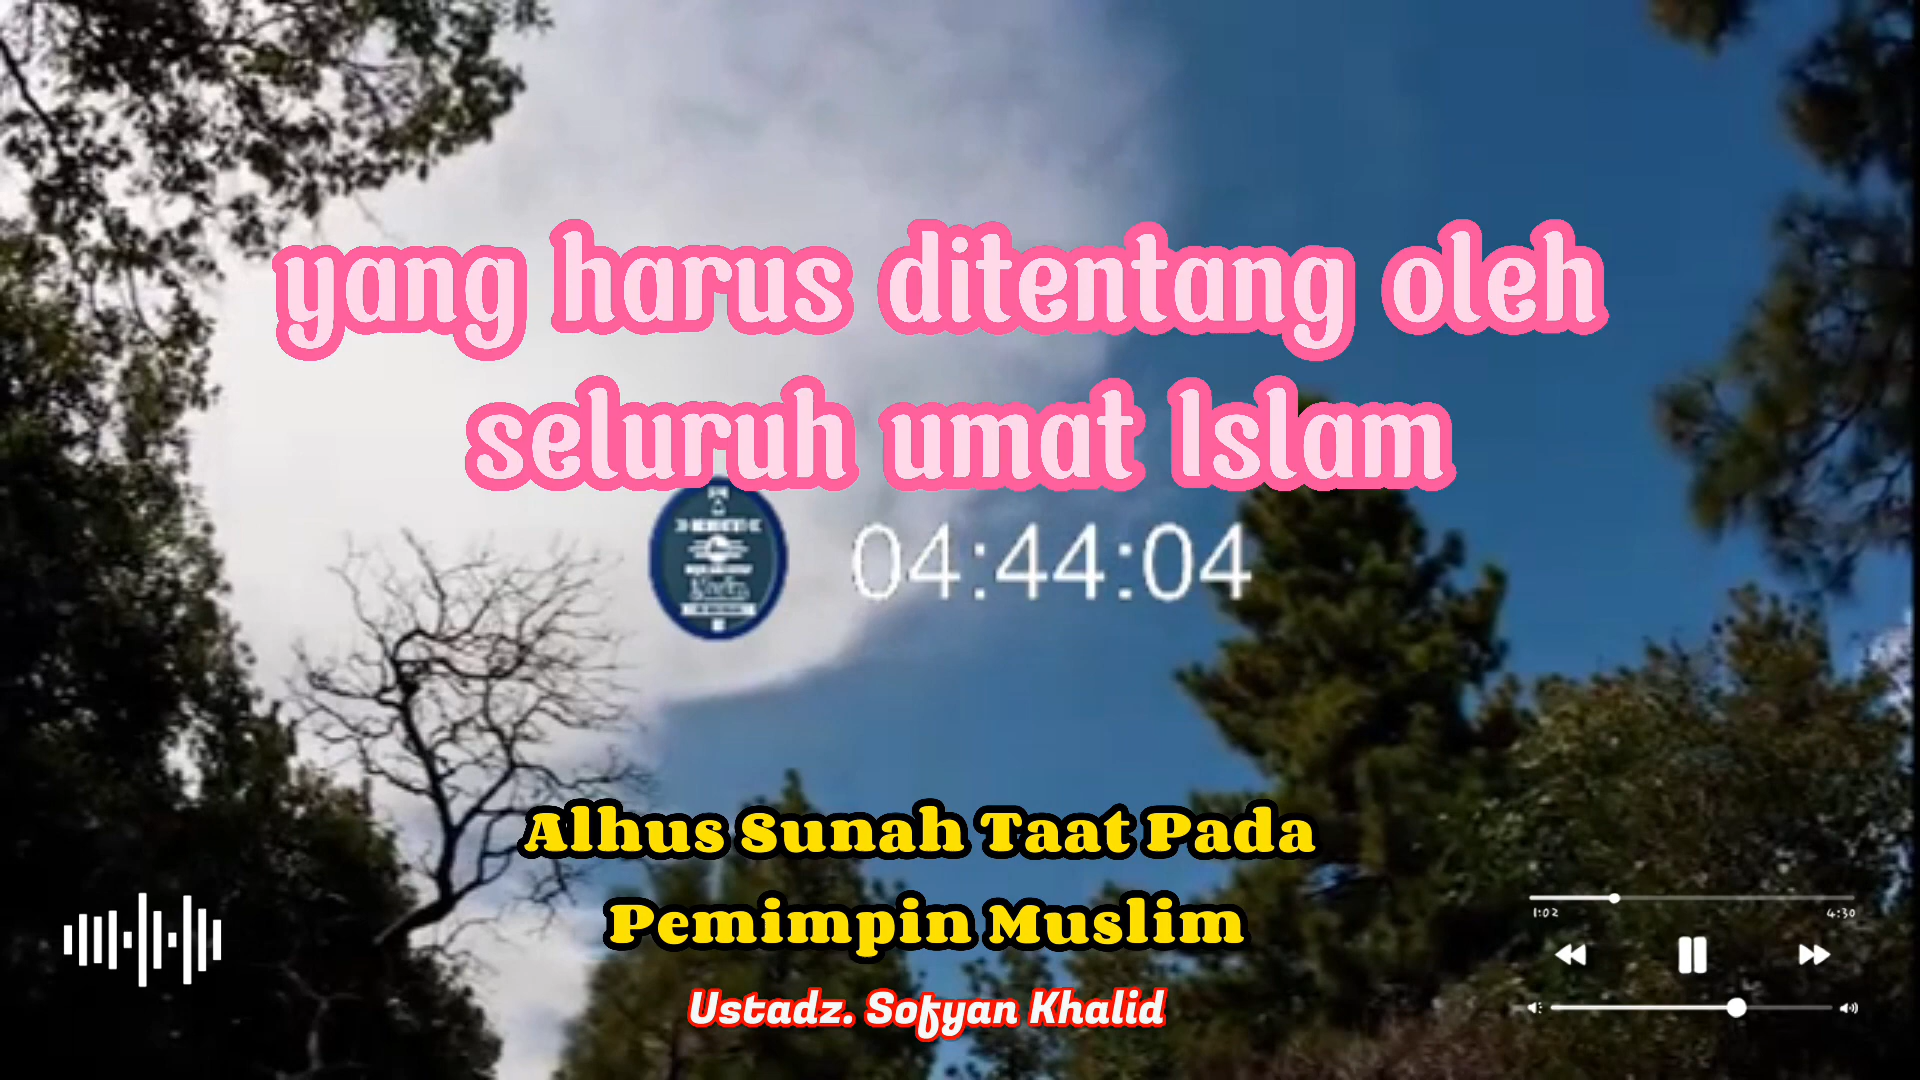 yang harus ditentang oleh
seluruh umat Islam
04:44:04
Alhus Sunah Taat Pada
Pemimpin Muslim
Ustadz. Sofyan Khalid
1:02
4:30